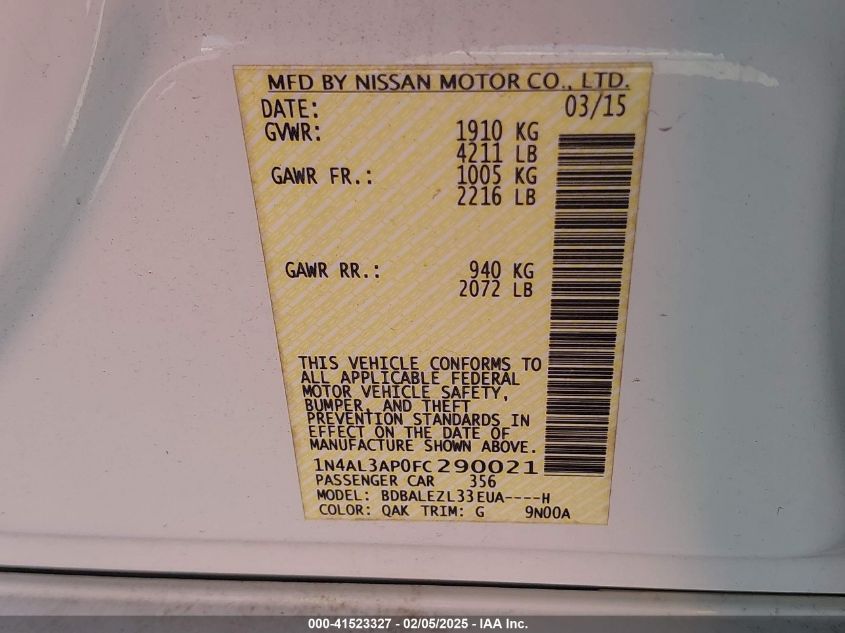 MFD BY NISSAN MOTOR CO., LTD.
DATE: 03/15
GVWR: 1910 KG
4211 LB
GAWR FR.: 1005 KG
2216 LB
GAWR RR.: 940 KG
2072 LB
THIS VEHICLE CONFORMS TO
ALL APPLICABLE FEDERAL
MOTOR VEHICLE SAFETY,
BUMPER, AND THEFT
PREVENTION STANDARDS IN
EFFECT ON THE DATE OF
MANUFACTURE SHOWN ABOVE.
1N4AL3AP0FC290021
PASSENGER CAR 356
MODEL: BDBALEZL33EUA----H
COLOR: QAK TRIM: G 9N00A
000-41523327 - 02/05/2025 - IAA Inc.